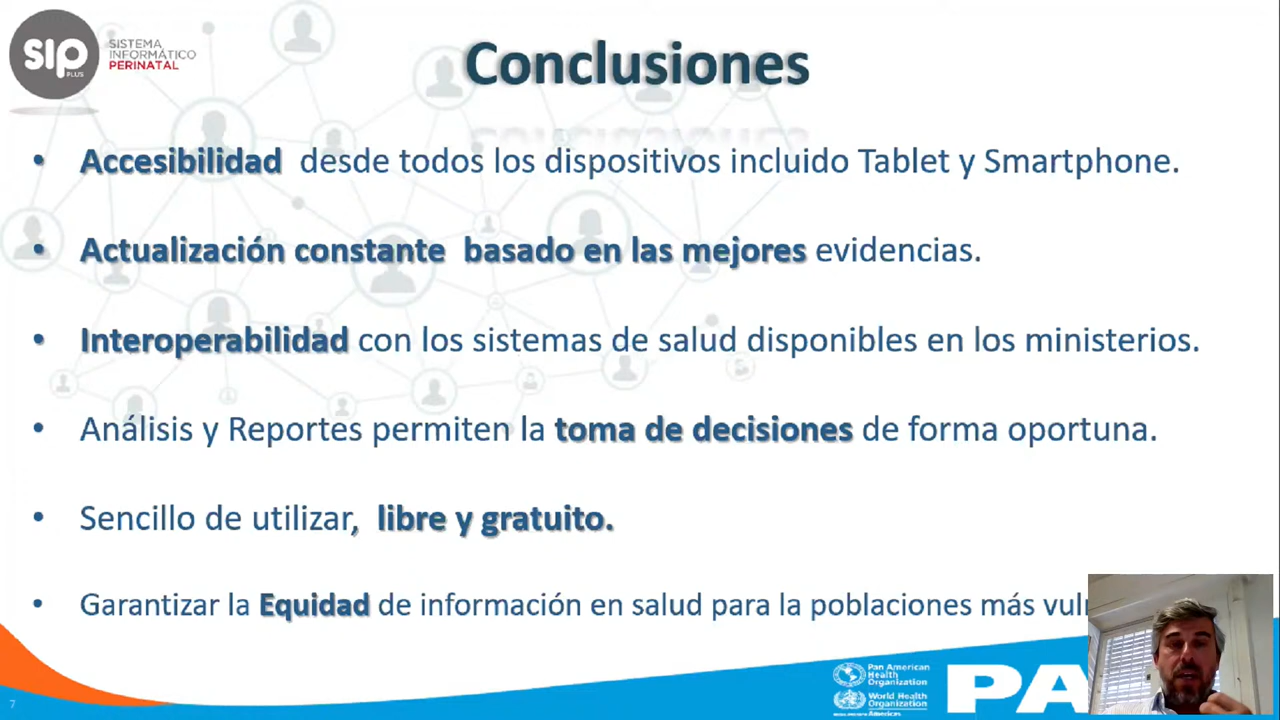 sip
PLUS
SISTEMA
INFORMÁTICO
PERINATAL
Conclusiones
• Accesibilidad desde todos los dispositivos incluido Tablet y Smartphone.
• Actualización constante basado en las mejores evidencias.
• Interoperabilidad con los sistemas de salud disponibles en los ministerios.
• Análisis y Reportes permiten la toma de decisiones de forma oportuna.
• Sencillo de utilizar, libre y gratuito.
• Garantizar la Equidad de información en salud para la poblaciones más
7
Pan American
Health
Organization
World Health
Organization
Americas
PA